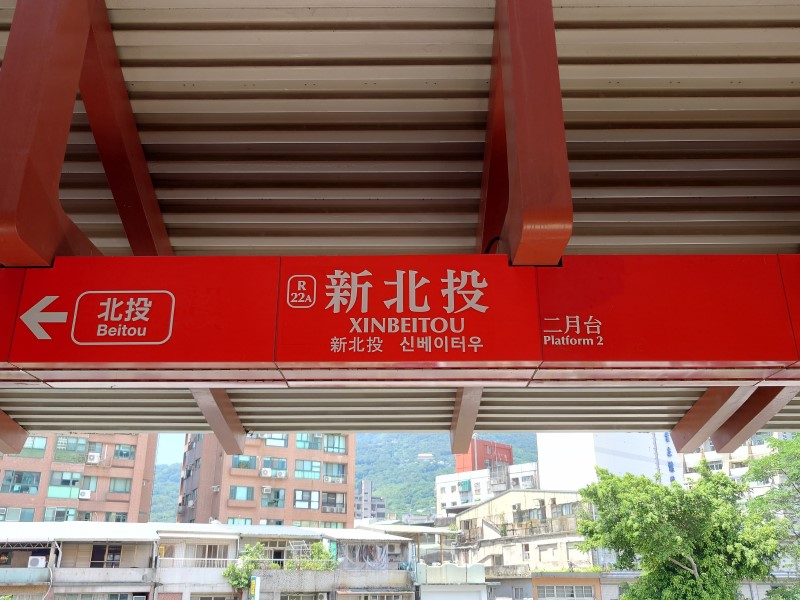 北投
Beitou
R
22A
新北投
XINBEITOU
新北投 신베이터우
二月台
Platform 2